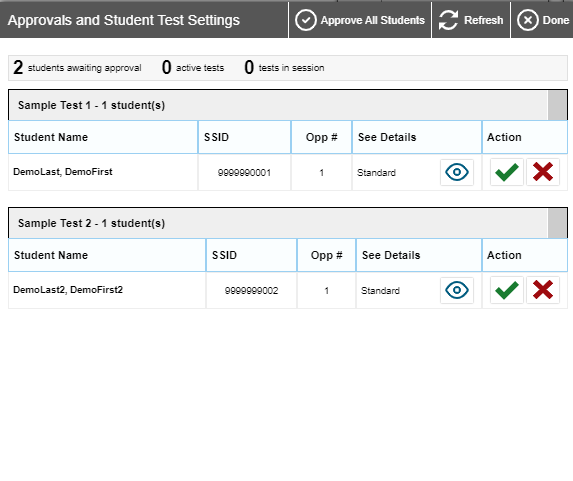 Approvals and Student Test Settings Approve All Students Refresh Done
2 students awaiting approval 0 active tests 0 tests in session
Sample Test 1 - 1 student(s)
Student Name SSID Opp # See Details Action
DemoLast, DemoFirst 9999990001 1 Standard
Sample Test 2 - 1 student(s)
Student Name SSID Opp # See Details Action
DemoLast2, DemoFirst2 9999999002 1 Standard